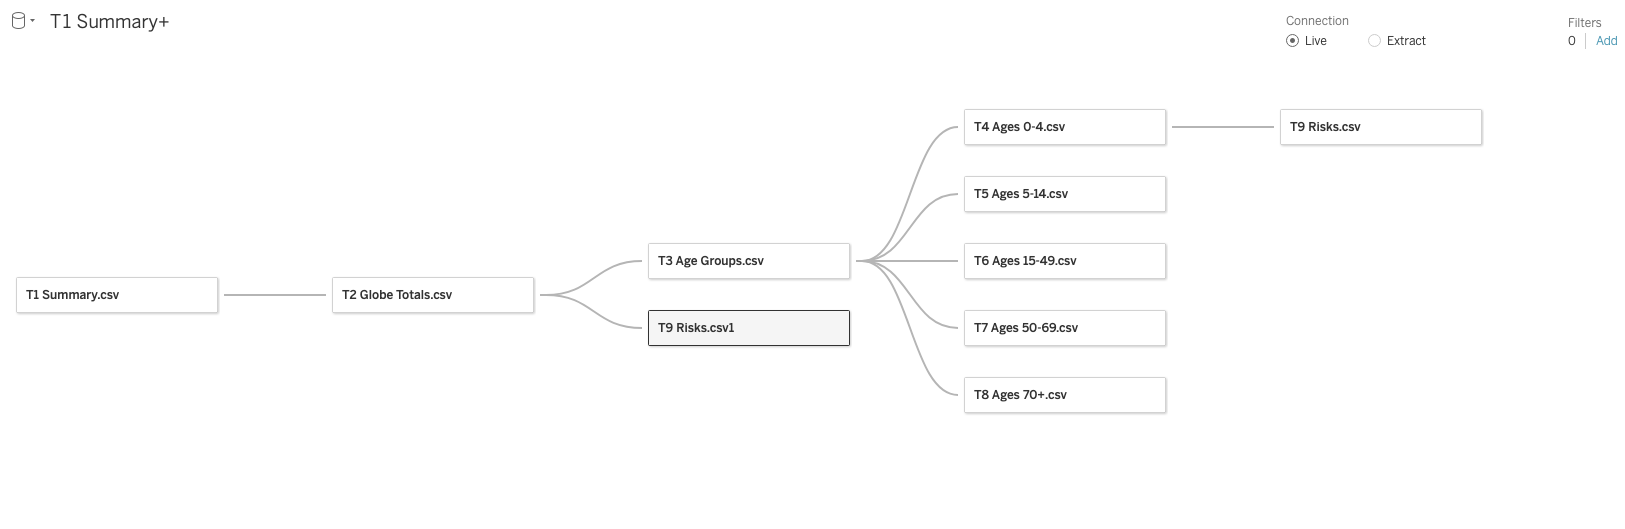 T1 Summary+
Connection
Live
Extract
Filters
0
Add
T4 Ages 0-4.csv
T9 Risks.csv
T5 Ages 5-14.csv
T3 Age Groups.csv
T6 Ages 15-49.csv
T1 Summary.csv
T2 Globe Totals.csv
T9 Risks.csv1
T7 Ages 50-69.csv
T8 Ages 70+.csv